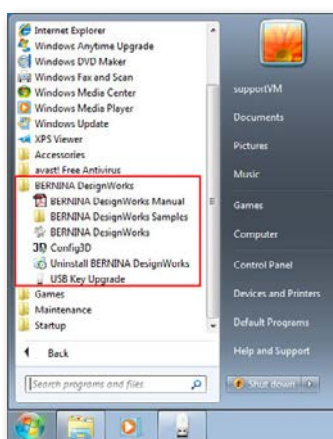 Internet Explorer
Windows Anytime Upgrade
Windows DVD Maker
Windows Fax and Scan
Windows Media Center
Windows Media Player
Windows Update
XPS Viewer
Accessories
avast! Free Antivirus
BERNINA DesignWorks
BERNINA DesignWorks Manual
BERNINA DesignWorks Samples
BERNINA DesignWorks
3D Config3D
Uninstall BERNINA DesignWorks
USB Key Upgrade
Games
Maintenance
Startup
Back
Search programs and files
supportVM
Documents
Pictures
Music
Games
Computer
Control Panel
Devices and Printers
Default Programs
Help and Support
Shut down